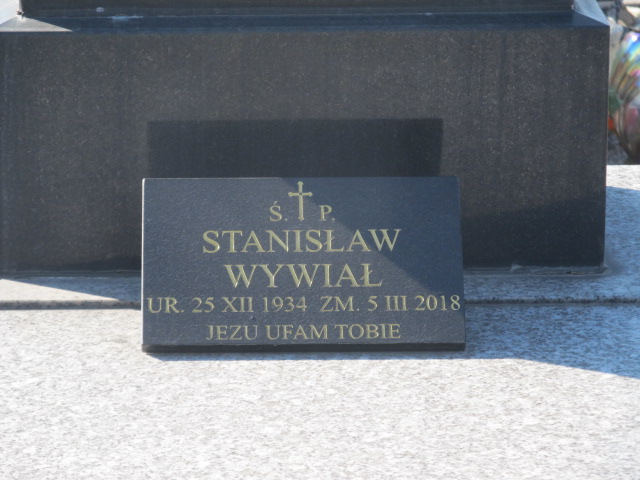 Ś. P.
STANISŁAW
WYWIAŁ
UR. 25 XII 1934 ZM. 5 III 2018
JEZU UFAM TOBIE